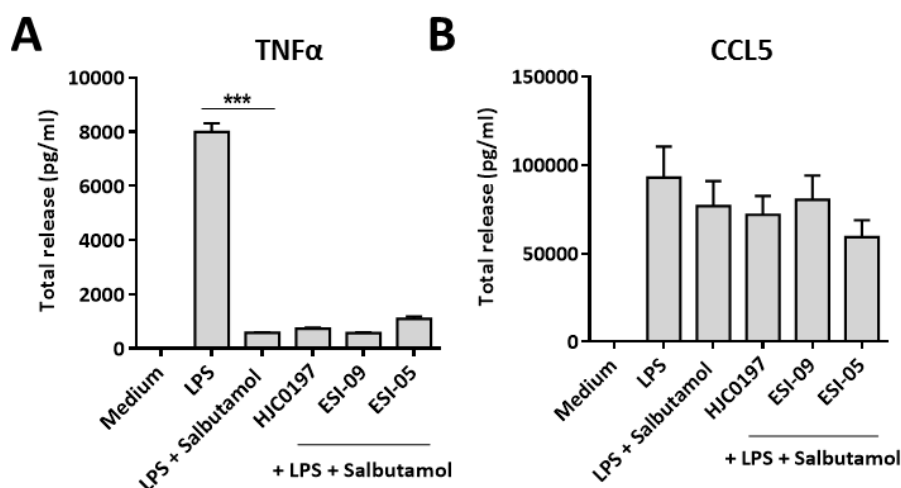 A
TNFα
Total release (pg/ml)
10000
8000
6000
4000
2000
0
***
Medium
LPS
LPS + Salbutamol
HJC0197
ESI-09
ESI-05
+ LPS + Salbutamol
B
CCL5
Total release (pg/ml)
150000
100000
50000
0
Medium
LPS
LPS + Salbutamol
HJC0197
ESI-09
ESI-05
+ LPS + Salbutamol